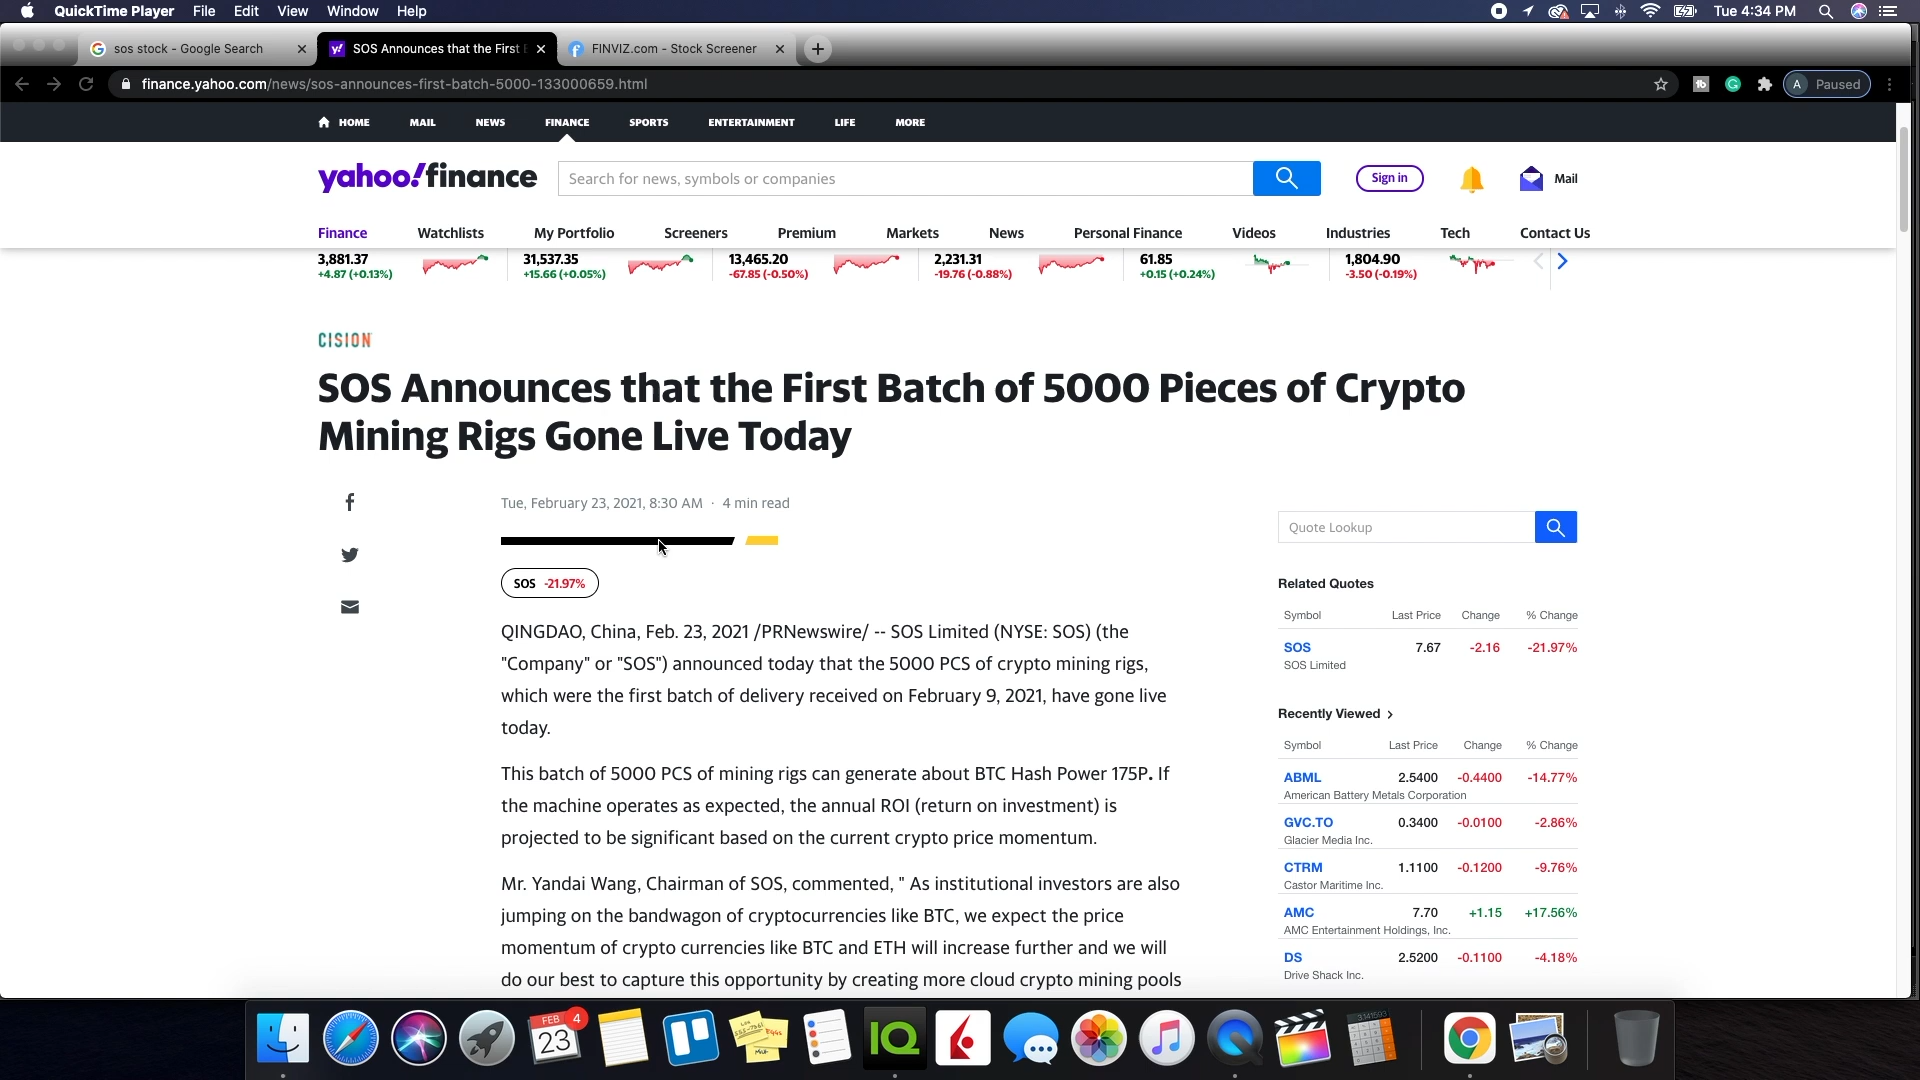 QuickTime Player File Edit View Window Help Tue 4:34 PM
sos stock - Google Search SOS Announces that the First FINVIZ.com - Stock Screener
finance.yahoo.com/news/sos-announces-first-batch-5000-133000659.html A Paused
HOME MAIL NEWS FINANCE SPORTS ENTERTAINMENT LIFE MORE
yahoo!finance Search for news, symbols or companies Sign in Mail
Finance Watchlists My Portfolio Screeners Premium Markets News Personal Finance Videos Industries Tech Contact Us
3,881.37 31,537.35 13,465.20 2,231.31 61.85 1,804.90
+4.87 (+0.13%) +15.66 (+0.05%) -67.85 (-0.50%) -19.76 (-0.88%) +0.15 (+0.24%) -3.50 (-0.19%)
CISION
SOS Announces that the First Batch of 5000 Pieces of Crypto
Mining Rigs Gone Live Today
Tue, February 23, 2021, 8:30 AM · 4 min read
SOS -21.97%
QINGDAO, China, Feb. 23, 2021 /PRNewswire/ -- SOS Limited (NYSE: SOS) (the
"Company" or "SOS") announced today that the 5000 PCS of crypto mining rigs,
which were the first batch of delivery received on February 9, 2021, have gone live
today.
This batch of 5000 PCS of mining rigs can generate about BTC Hash Power 175P. If
the machine operates as expected, the annual ROI (return on investment) is
projected to be significant based on the current crypto price momentum.
Mr. Yandai Wang, Chairman of SOS, commented, " As institutional investors are also
jumping on the bandwagon of cryptocurrencies like BTC, we expect the price
momentum of crypto currencies like BTC and ETH will increase further and we will
do our best to capture this opportunity by creating more cloud crypto mining pools
Quote Lookup
Related Quotes
Symbol Last Price Change % Change
SOS 7.67 -2.16 -21.97%
SOS Limited
Recently Viewed
Symbol Last Price Change % Change
ABML 2.5400 -0.4400 -14.77%
American Battery Metals Corporation
GVC.TO 0.3400 -0.0100 -2.86%
Glacier Media Inc.
CTRM 1.1100 -0.1200 -9.76%
Castor Maritime Inc.
AMC 7.70 +1.15 +17.56%
AMC Entertainment Holdings, Inc.
DS 2.5200 -0.1100 -4.18%
Drive Shack Inc.
FEB 4
23
IQ